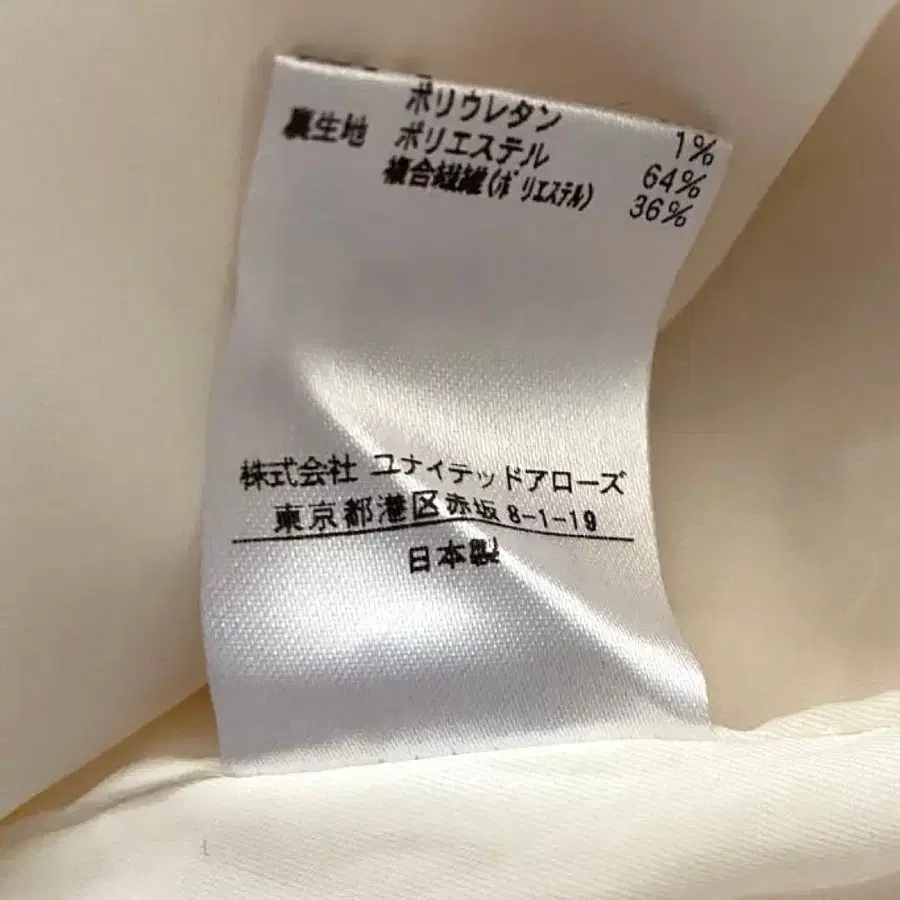 ポリウレタン 1%
裏生地 ポリエステル 64%
複合繊維(ポリエステル) 36%
株式会社 ユナイテッドアローズ
東京都港区赤坂 8-1-19
日本製